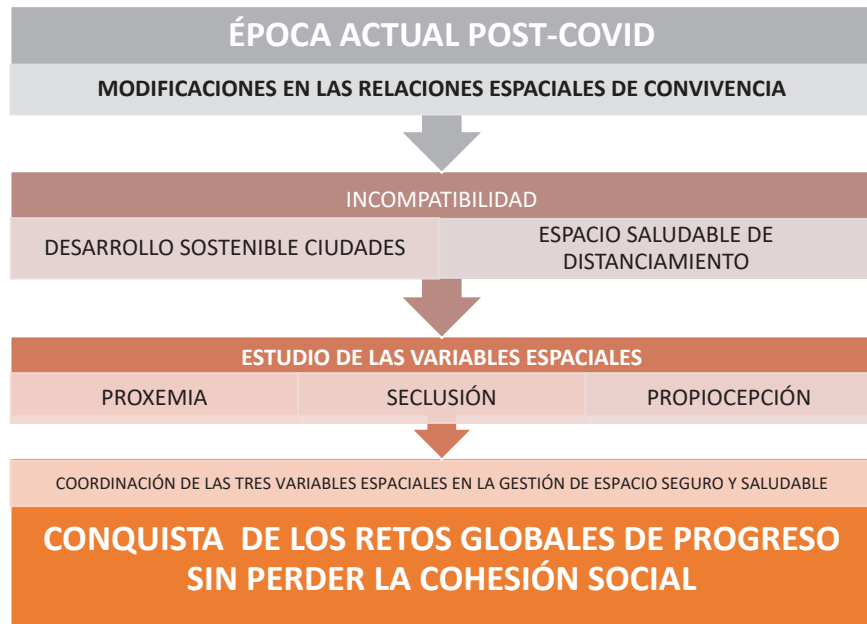 ÉPOCA ACTUAL POST-COVID
MODIFICACIONES EN LAS RELACIONES ESPACIALES DE CONVIVENCIA
INCOMPATIBILIDAD
DESARROLLO SOSTENIBLE CIUDADES
ESPACIO SALUDABLE DE
DISTANCIAMIENTO
ESTUDIO DE LAS VARIABLES ESPACIALES
PROXEMIA
SECLUSIÓN
PROPIOCEPCIÓN
COORDINACIÓN DE LAS TRES VARIABLES ESPACIALES EN LA GESTIÓN DE ESPACIO SEGURO Y SALUDABLE
CONQUISTA DE LOS RETOS GLOBALES DE PROGRESO
SIN PERDER LA COHESIÓN SOCIAL